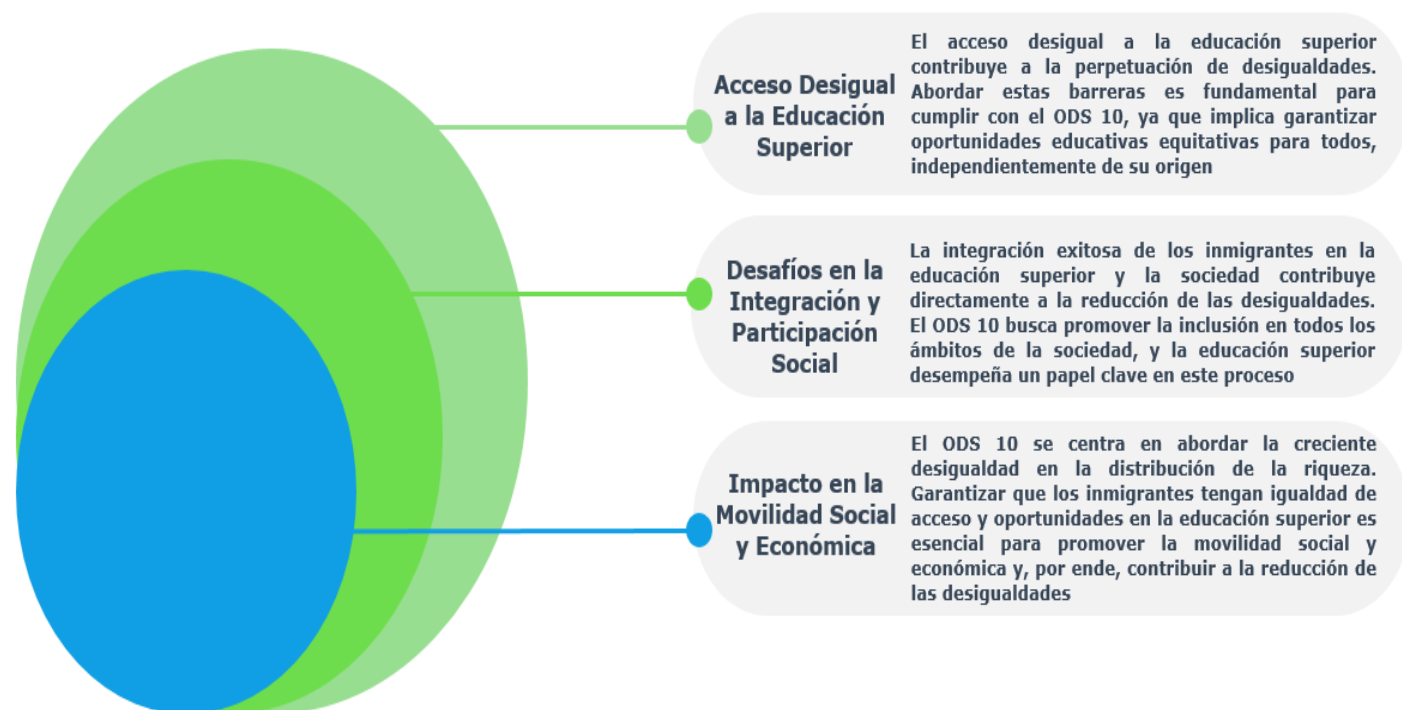 Acceso Desigual
a la Educación
Superior
El acceso desigual a la educación superior
contribuye a la perpetuación de desigualdades.
Abordar estas barreras es fundamental para
cumplir con el ODS 10, ya que implica garantizar
oportunidades educativas equitativas para todos,
independientemente de su origen
Desafíos en la
Integración y
Participación
Social
La integración exitosa de los inmigrantes en la
educación superior y la sociedad contribuye
directamente a la reducción de las desigualdades.
El ODS 10 busca promover la inclusión en todos los
ámbitos de la sociedad, y la educación superior
desempeña un papel clave en este proceso
Impacto en la
Movilidad Social
y Económica
El ODS 10 se centra en abordar la creciente
desigualdad en la distribución de la riqueza.
Garantizar que los inmigrantes tengan igualdad de
acceso y oportunidades en la educación superior es
esencial para promover la movilidad social y
económica y, por ende, contribuir a la reducción de
las desigualdades